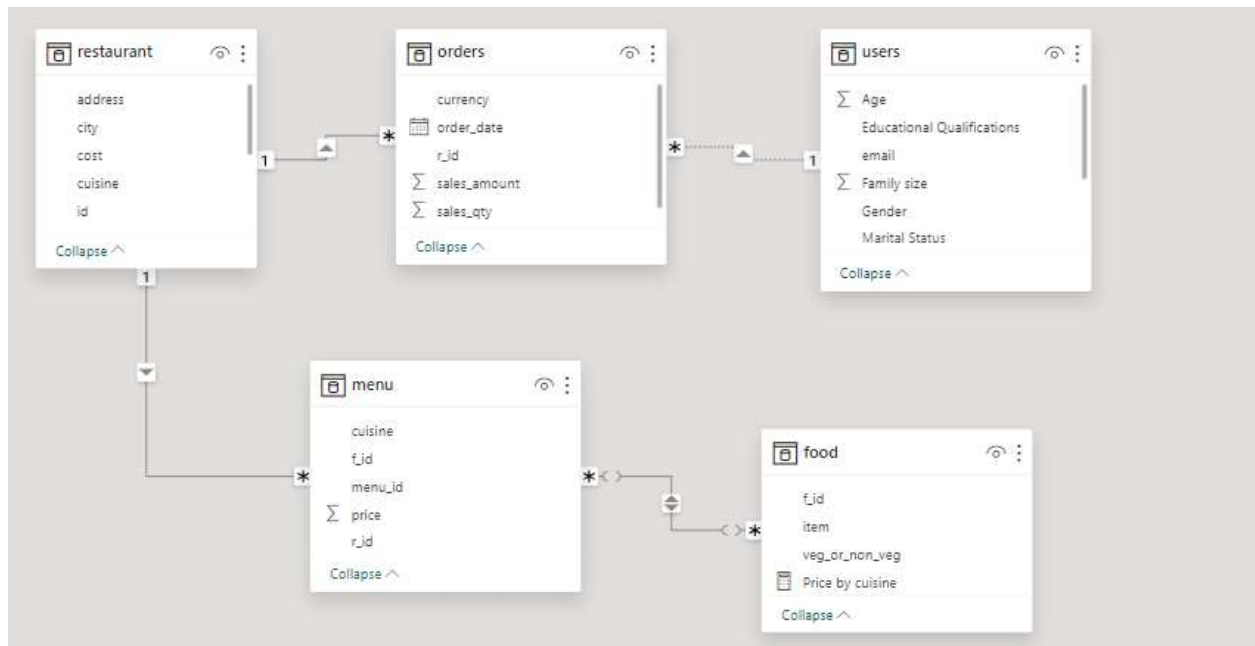 restaurant
address
city
cost
cuisine
id
Collapse
orders
currency
order_date
r_id
Σ sales_amount
Σ sales_qty
Collapse
users
Σ Age
Educational Qualifications
email
Σ Family size
Gender
Marital Status
Collapse
1
*
*
1
1
*
menu
cuisine
f_id
menu_id
Σ price
r_id
Collapse
*
*
food
f_id
item
veg_or_non_veg
Price by cuisine
Collapse